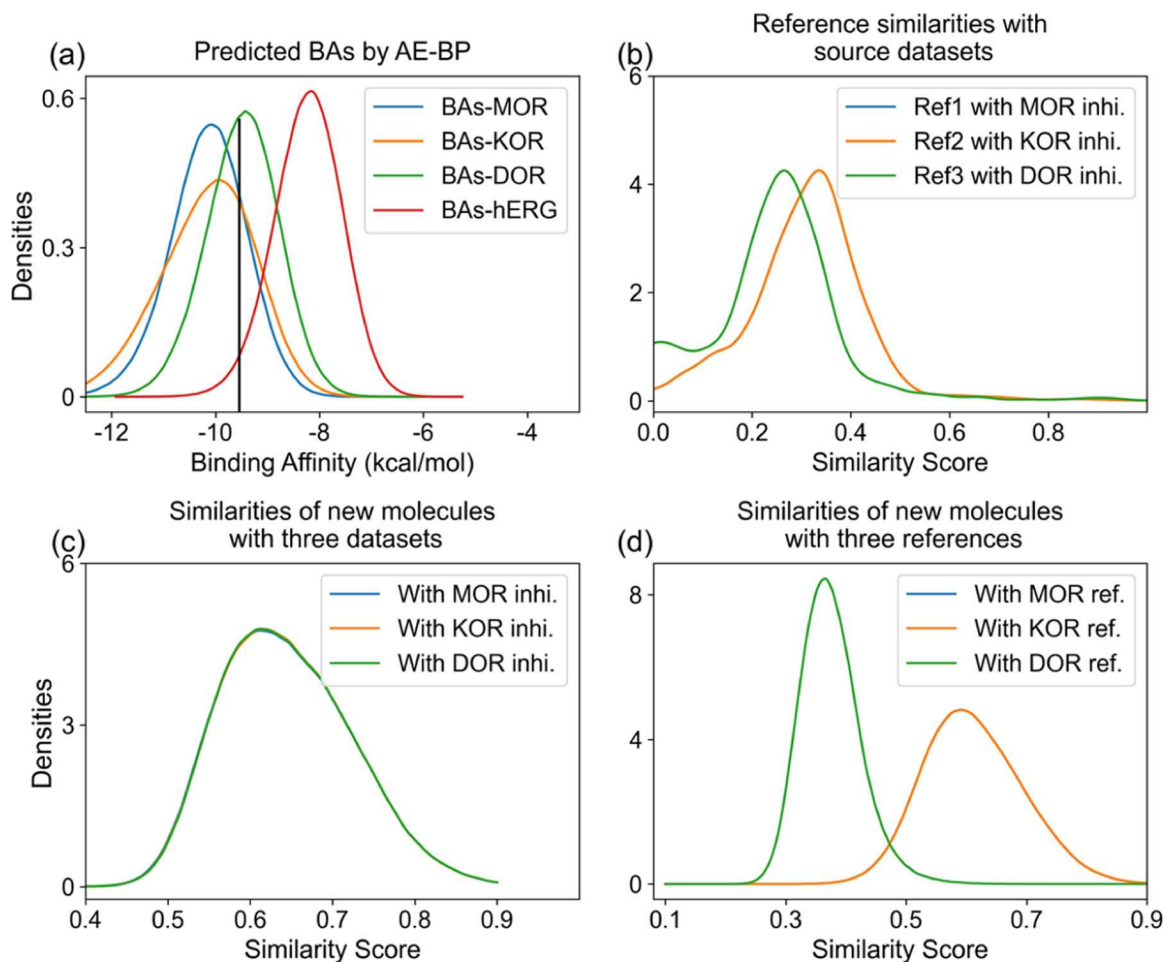 (a)
Predicted BAs by AE-BP
Densities
0.6
0.3
0
BAs-MOR
BAs-KOR
BAs-DOR
BAs-hERG
-12
-10
-8
-6
-4
Binding Affinity (kcal/mol)
(b)
Reference similarities with
source datasets
6
4
2
0
Ref1 with MOR inhi.
Ref2 with KOR inhi.
Ref3 with DOR inhi.
0.0
0.2
0.4
0.6
0.8
Similarity Score
(c)
Similarities of new molecules
with three datasets
Densities
6
3
0
With MOR inhi.
With KOR inhi.
With DOR inhi.
0.4
0.5
0.6
0.7
0.8
0.9
Similarity Score
(d)
Similarities of new molecules
with three references
8
4
0
With MOR ref.
With KOR ref.
With DOR ref.
0.1
0.3
0.5
0.7
0.9
Similarity Score